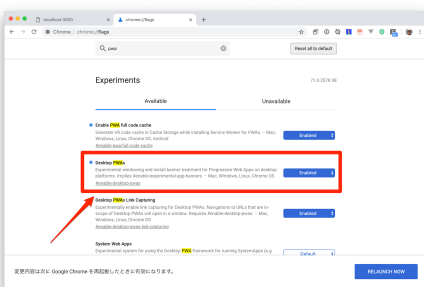 localhost:3000
chrome://flags
Chrome | chrome://flags
pwa
Reset all to default
Experiments
71.0.3578.98
Available
Unavailable
Enable PWA full code cache
Generate V8 code cache in Cache Storage while installing Service Worker for PWAs. – Mac,
Windows, Linux, Chrome OS, Android
#enable-pwa-full-code-cache
Enabled
Desktop PWAs
Experimental windowing and install banner treatment for Progressive Web Apps on desktop
platforms. Implies #enable-experimental-app-banners. – Mac, Windows, Linux, Chrome OS
#enable-desktop-pwas
Enabled
Desktop PWAs Link Capturing
Experimentally enable link capturing for Desktop PWAs. Navigations to URLs that are in-
scope of Desktop PWAs will open in a window. Requires #enable-desktop-pwas. – Mac,
Windows, Linux, Chrome OS
#enable-desktop-pwas-link-capturing
Enabled
System Web Apps
Experimental system for using the Desktop PWA framework for running System Apps (e.g
Default
変更内容は次に Google Chrome を再起動したときに有効になります。
RELAUNCH NOW